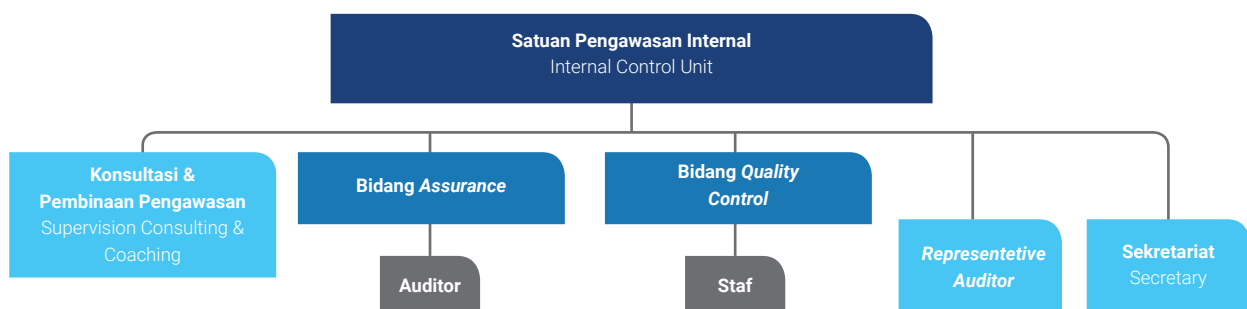 Satuan Pengawasan Internal
Internal Control Unit
Konsultasi &
Pembinaan Pengawasan
Supervision Consulting &
Coaching
Bidang Assurance
Auditor
Bidang Quality
Control
Staf
Representetive
Auditor
Sekretariat
Secretary